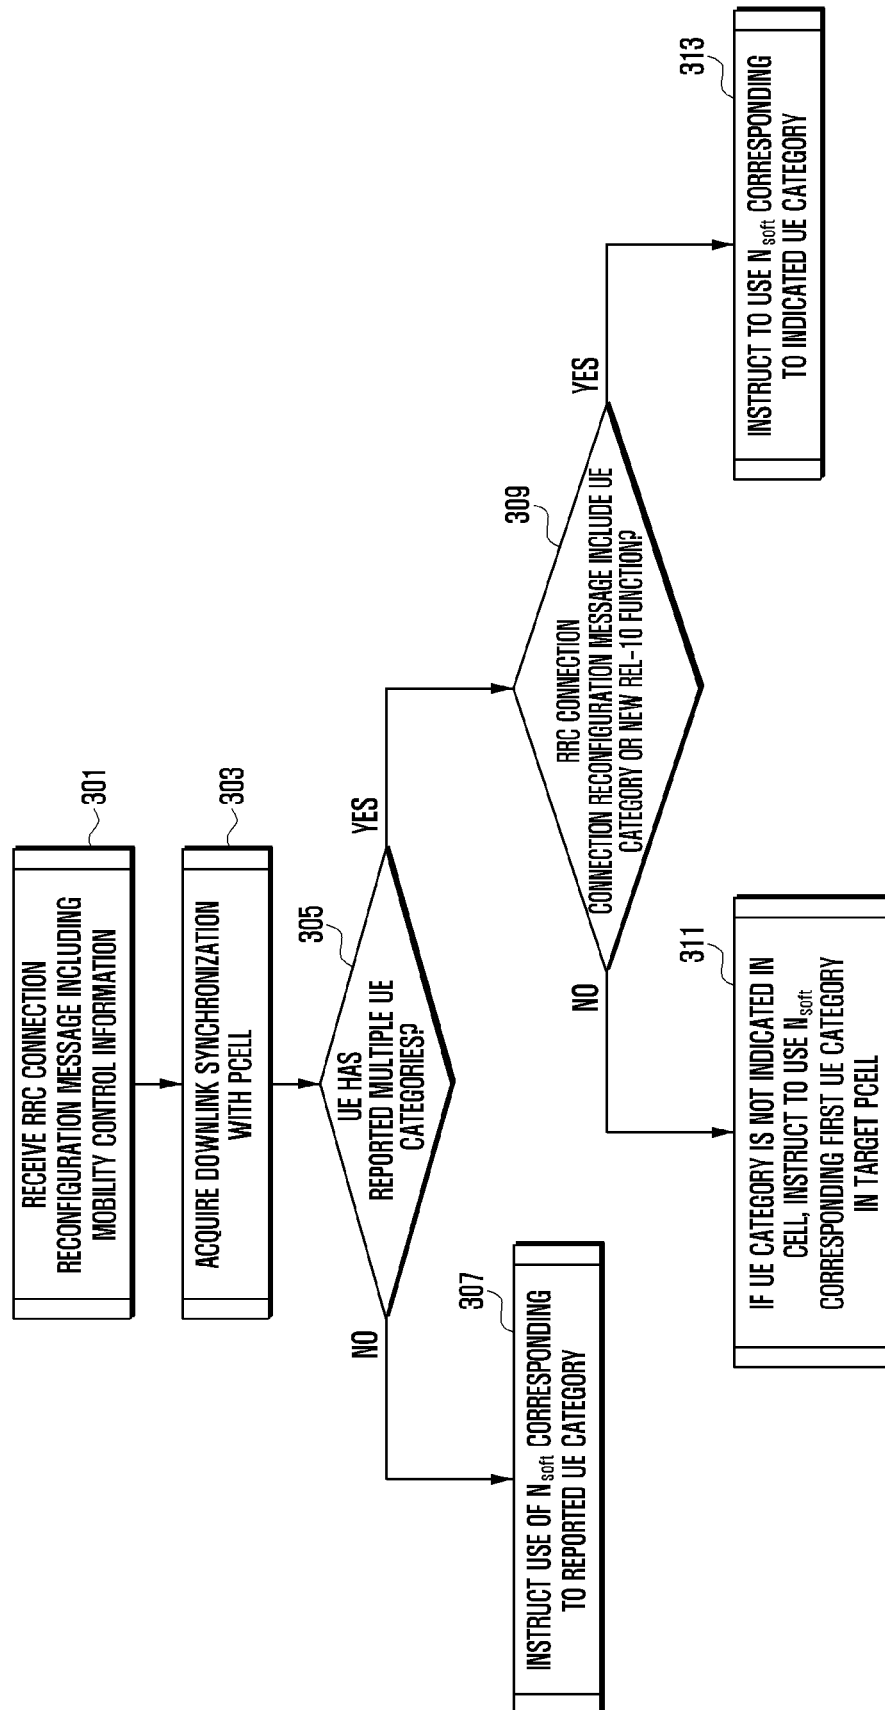 301
RECEIVE RRC CONNECTION
RECONFIGURATION MESSAGE INCLUDING
MOBILITY CONTROL INFORMATION
303
ACQUIRE DOWNLINK SYNCHRONIZATION
WITH PCELL
305
UE HAS
REPORTED MULTIPLE UE
CATEGORIES?
NO
YES
307
INSTRUCT USE OF Nsoft CORRESPONDING
TO REPORTED UE CATEGORY
309
RRC CONNECTION
CONNECTION RECONFIGURATION MESSAGE INCLUDE UE
CATEGORY OR NEW REL-10 FUNCTION?
NO
YES
311
IF UE CATEGORY IS NOT INDICATED IN
CELL, INSTRUCT TO USE Nsoft
CORRESPONDING FIRST UE CATEGORY
IN TARGET PCELL
313
INSTRUCT TO USE Nsoft CORRESPONDING
TO INDICATED UE CATEGORY